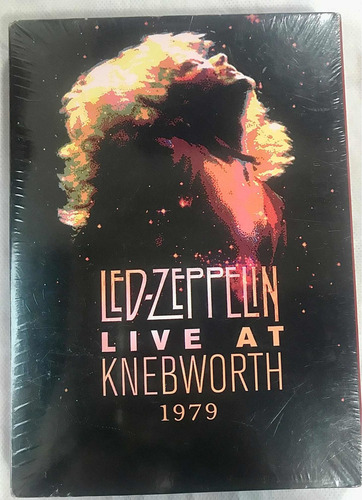 LED-ZEPPELIN
LIVE AT
KNEBWORTH
1979